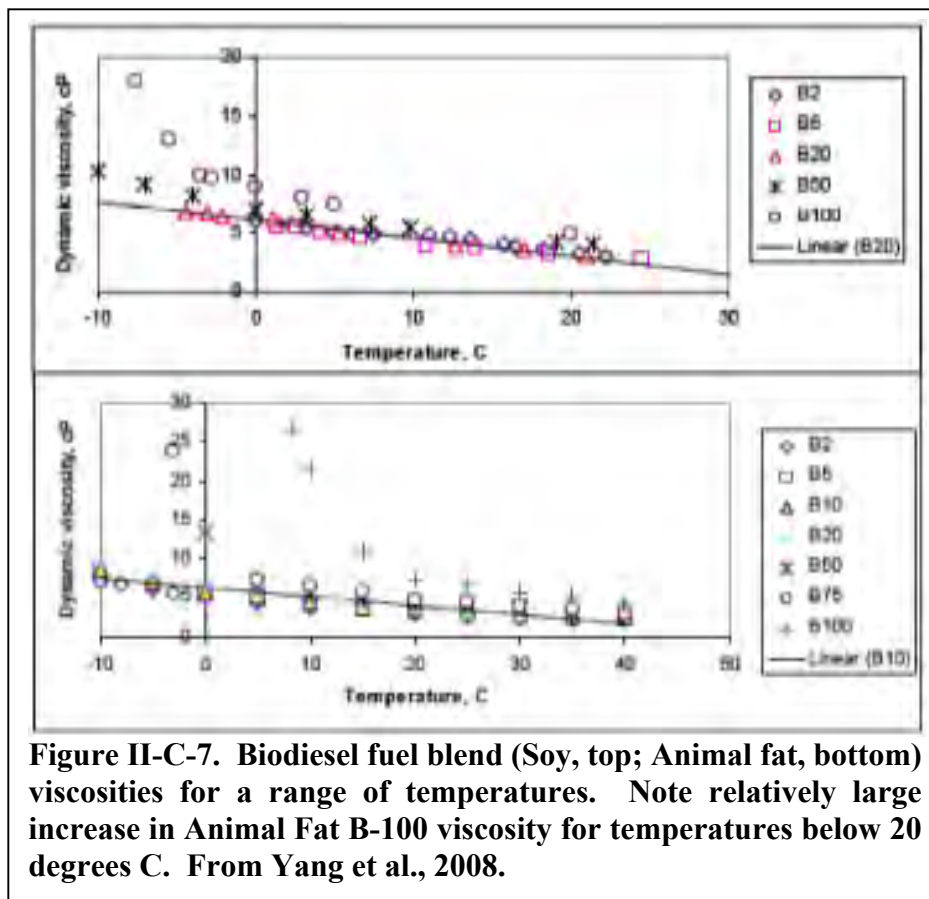 Dynamic viscosity, cP
20
15
10
5
0
-10
0
10
20
30
Temperature, C
B2
B5
B20
B50
B100
Linear (B20)
Dynamic viscosity, cP
30
25
20
15
10
5
0
-10
0
10
20
30
40
50
Temperature, C
B2
B5
B10
B20
B50
B75
B100
Linear (B10)
Figure II-C-7. Biodiesel fuel blend (Soy, top; Animal fat, bottom)
viscosities for a range of temperatures. Note relatively large
increase in Animal Fat B-100 viscosity for temperatures below 20
degrees C. From Yang et al., 2008.